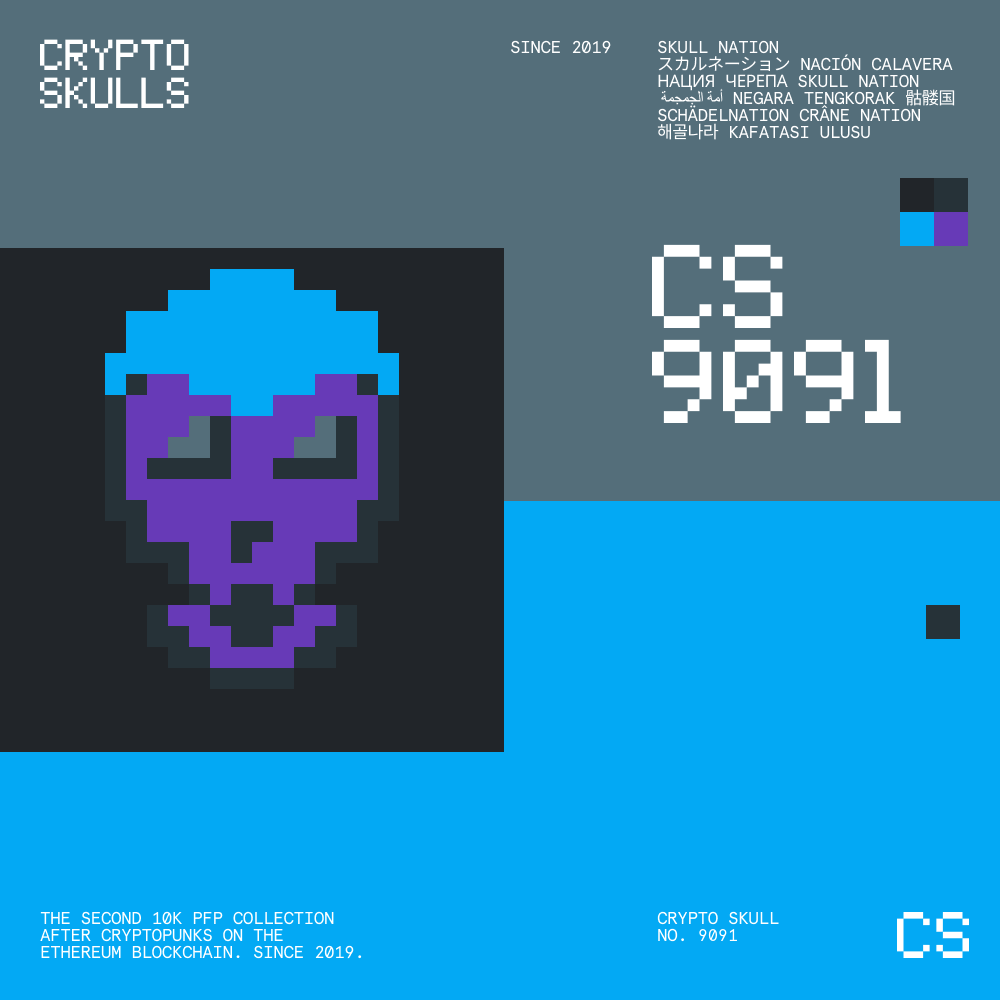 CRYPTO
SKULLS
SINCE 2019
SKULL NATION
スカルネーション NACIÓN CALAVERA
НАЦИЯ ЧЕРЕПА SKULL NATION
أمة الجمجمة NEGARA TENGKORAK 骷髅国
SCHÄDELNATION CRÂNE NATION
해골나라 KAFATASI ULUSU
CS
9091
THE SECOND 10K PFP COLLECTION
AFTER CRYPTOPUNKS ON THE
ETHEREUM BLOCKCHAIN. SINCE 2019.
CRYPTO SKULL
NO. 9091
CS